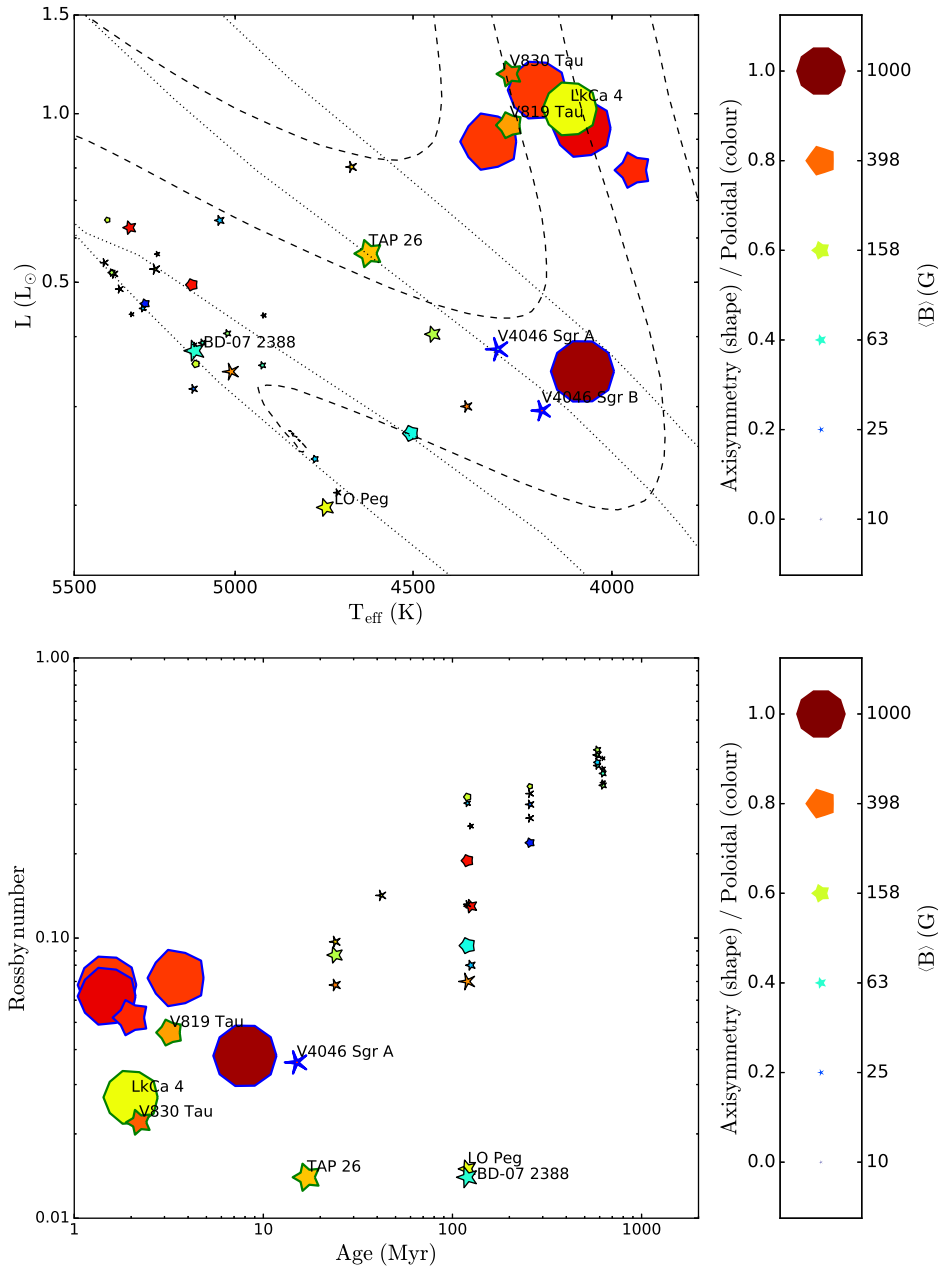 1.5
1.0
0.5
L (L⊙)
5500
5000
4500
4000
T_eff (K)
V830 Tau
LkCa 4
V819 Tau
TAP 26
V4046 Sgr A
BD-07 2388
V4046 Sgr B
LO Peg
Axisymmetry (shape) / Poloidal (colour)
1.0
0.8
0.6
0.4
0.2
0.0
1000
398
158
63
25
10
⟨B⟩ (G)
1.00
0.10
0.01
Rossby number
1
10
100
1000
Age (Myr)
V819 Tau
V4046 Sgr A
LkCa 4
V830 Tau
TAP 26
LO Peg
BD-07 2388
Axisymmetry (shape) / Poloidal (colour)
1.0
0.8
0.6
0.4
0.2
0.0
1000
398
158
63
25
10
⟨B⟩ (G)